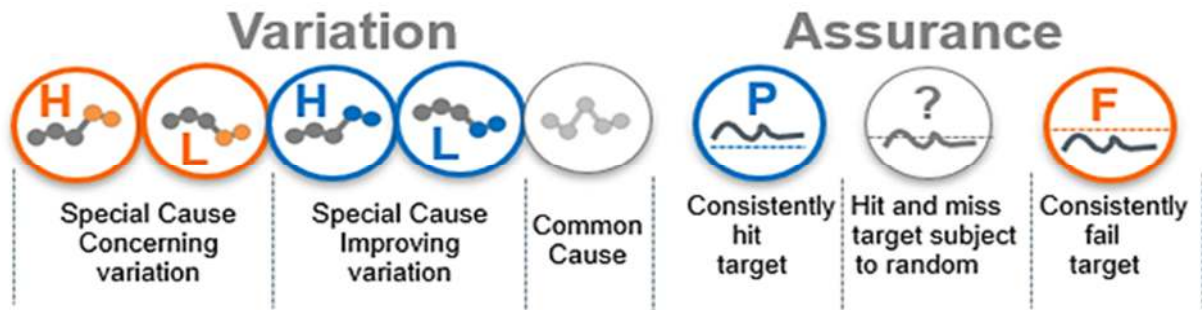 Variation
Assurance
H
L
H
L
P
?
F
Special Cause
Concerning
variation
Special Cause
Improving
variation
Common
Cause
Consistently
hit
target
Hit and miss
target subject
to random
Consistently
fail
target